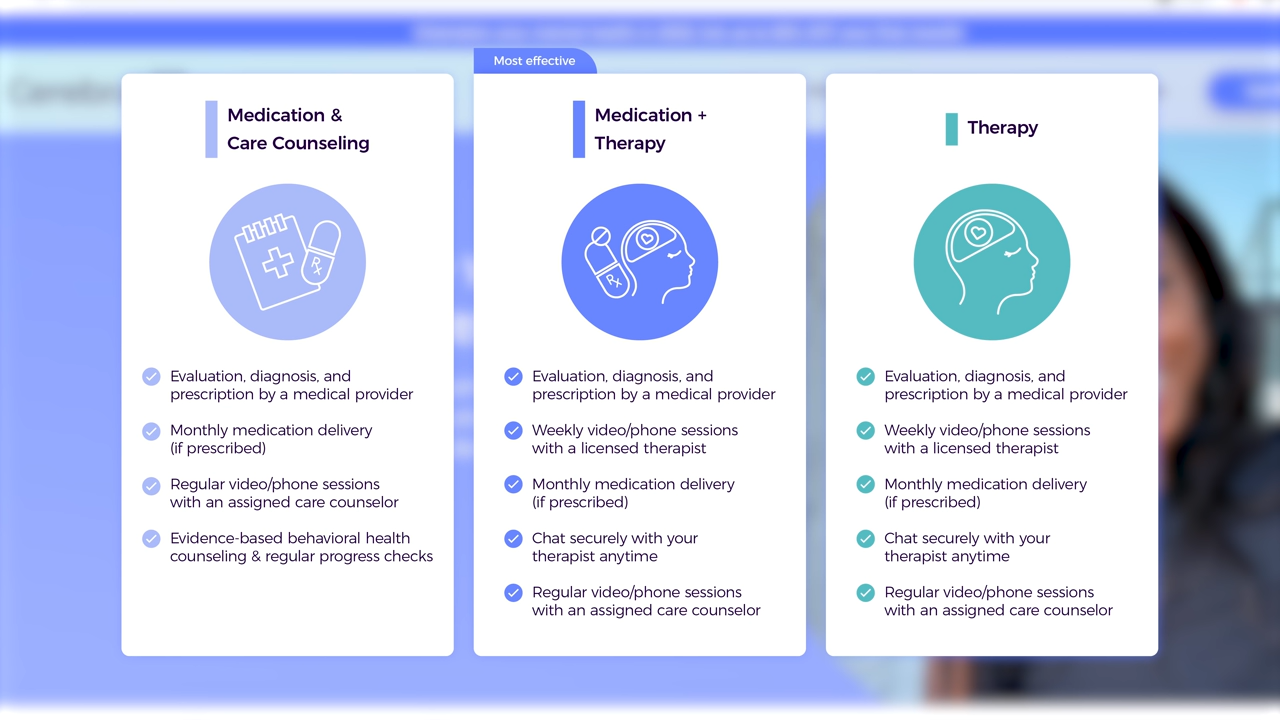 Most effective
Medication &
Care Counseling
Rx
Evaluation, diagnosis, and
prescription by a medical provider
Monthly medication delivery
(if prescribed)
Regular video/phone sessions
with an assigned care counselor
Evidence-based behavioral health
counseling & regular progress checks
Medication +
Therapy
Rx
Evaluation, diagnosis, and
prescription by a medical provider
Weekly video/phone sessions
with a licensed therapist
Monthly medication delivery
(if prescribed)
Chat securely with your
therapist anytime
Regular video/phone sessions
with an assigned care counselor
Therapy
Evaluation, diagnosis, and
prescription by a medical provider
Weekly video/phone sessions
with a licensed therapist
Monthly medication delivery
(if prescribed)
Chat securely with your
therapist anytime
Regular video/phone sessions
with an assigned care counselor